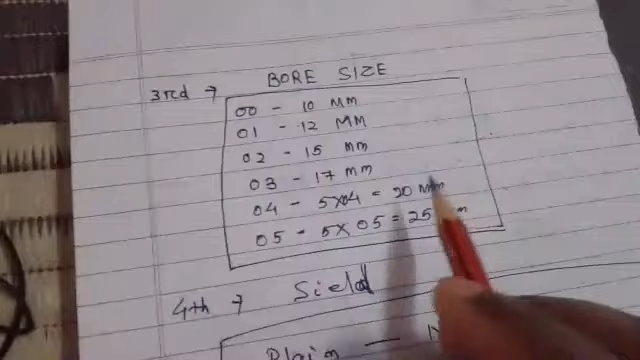 BORE SIZE
3rd →
00 - 10 MM
01 - 12 MM
02 - 15 mm
03 - 17 mm
04 - 5x04 = 20 Mm
05 - 5x05 = 25
4th → Sield
Plain —